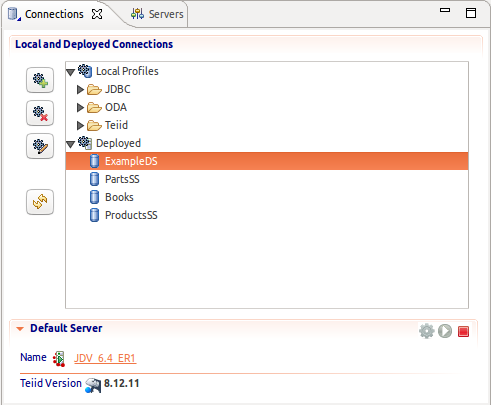 Connections
Servers
Local and Deployed Connections
Local Profiles
JDBC
ODA
Teiid
Deployed
ExampleDS
PartsSS
Books
ProductsSS
Default Server
Name JDV_6.4_ER1
Teiid Version 8.12.11